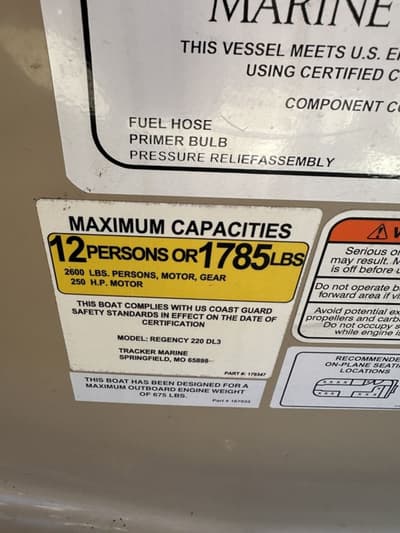 MARINE
THIS VESSEL MEETS U.S.
USING CERTIFIED
COMPONENT
FUEL HOSE
PRIMER BULB
PRESSURE RELIEFASSEMBLY
MAXIMUM CAPACITIES
12 PERSONS OR 1785 LBS
2600 LBS. PERSONS, MOTOR, GEAR
250 H.P. MOTOR
THIS BOAT COMPLIES WITH US COAST GUARD
SAFETY STANDARDS IN EFFECT ON THE DATE OF
CERTIFICATION
MODEL: REGENCY 220 DL3
TRACKER MARINE
SPRINGFIELD, MO 65898
PART #: 179347
THIS BOAT HAS BEEN DESIGNED FOR A
MAXIMUM OUTBOARD ENGINE WEIGHT
OF 675 LBS.
Serious
may result.
is off before
Do not operate
forward area if
Avoid potential
propellers and
Do not occupy
while engine
RECOMMENDE
ON-PLANE SEATI
LOCATIONS